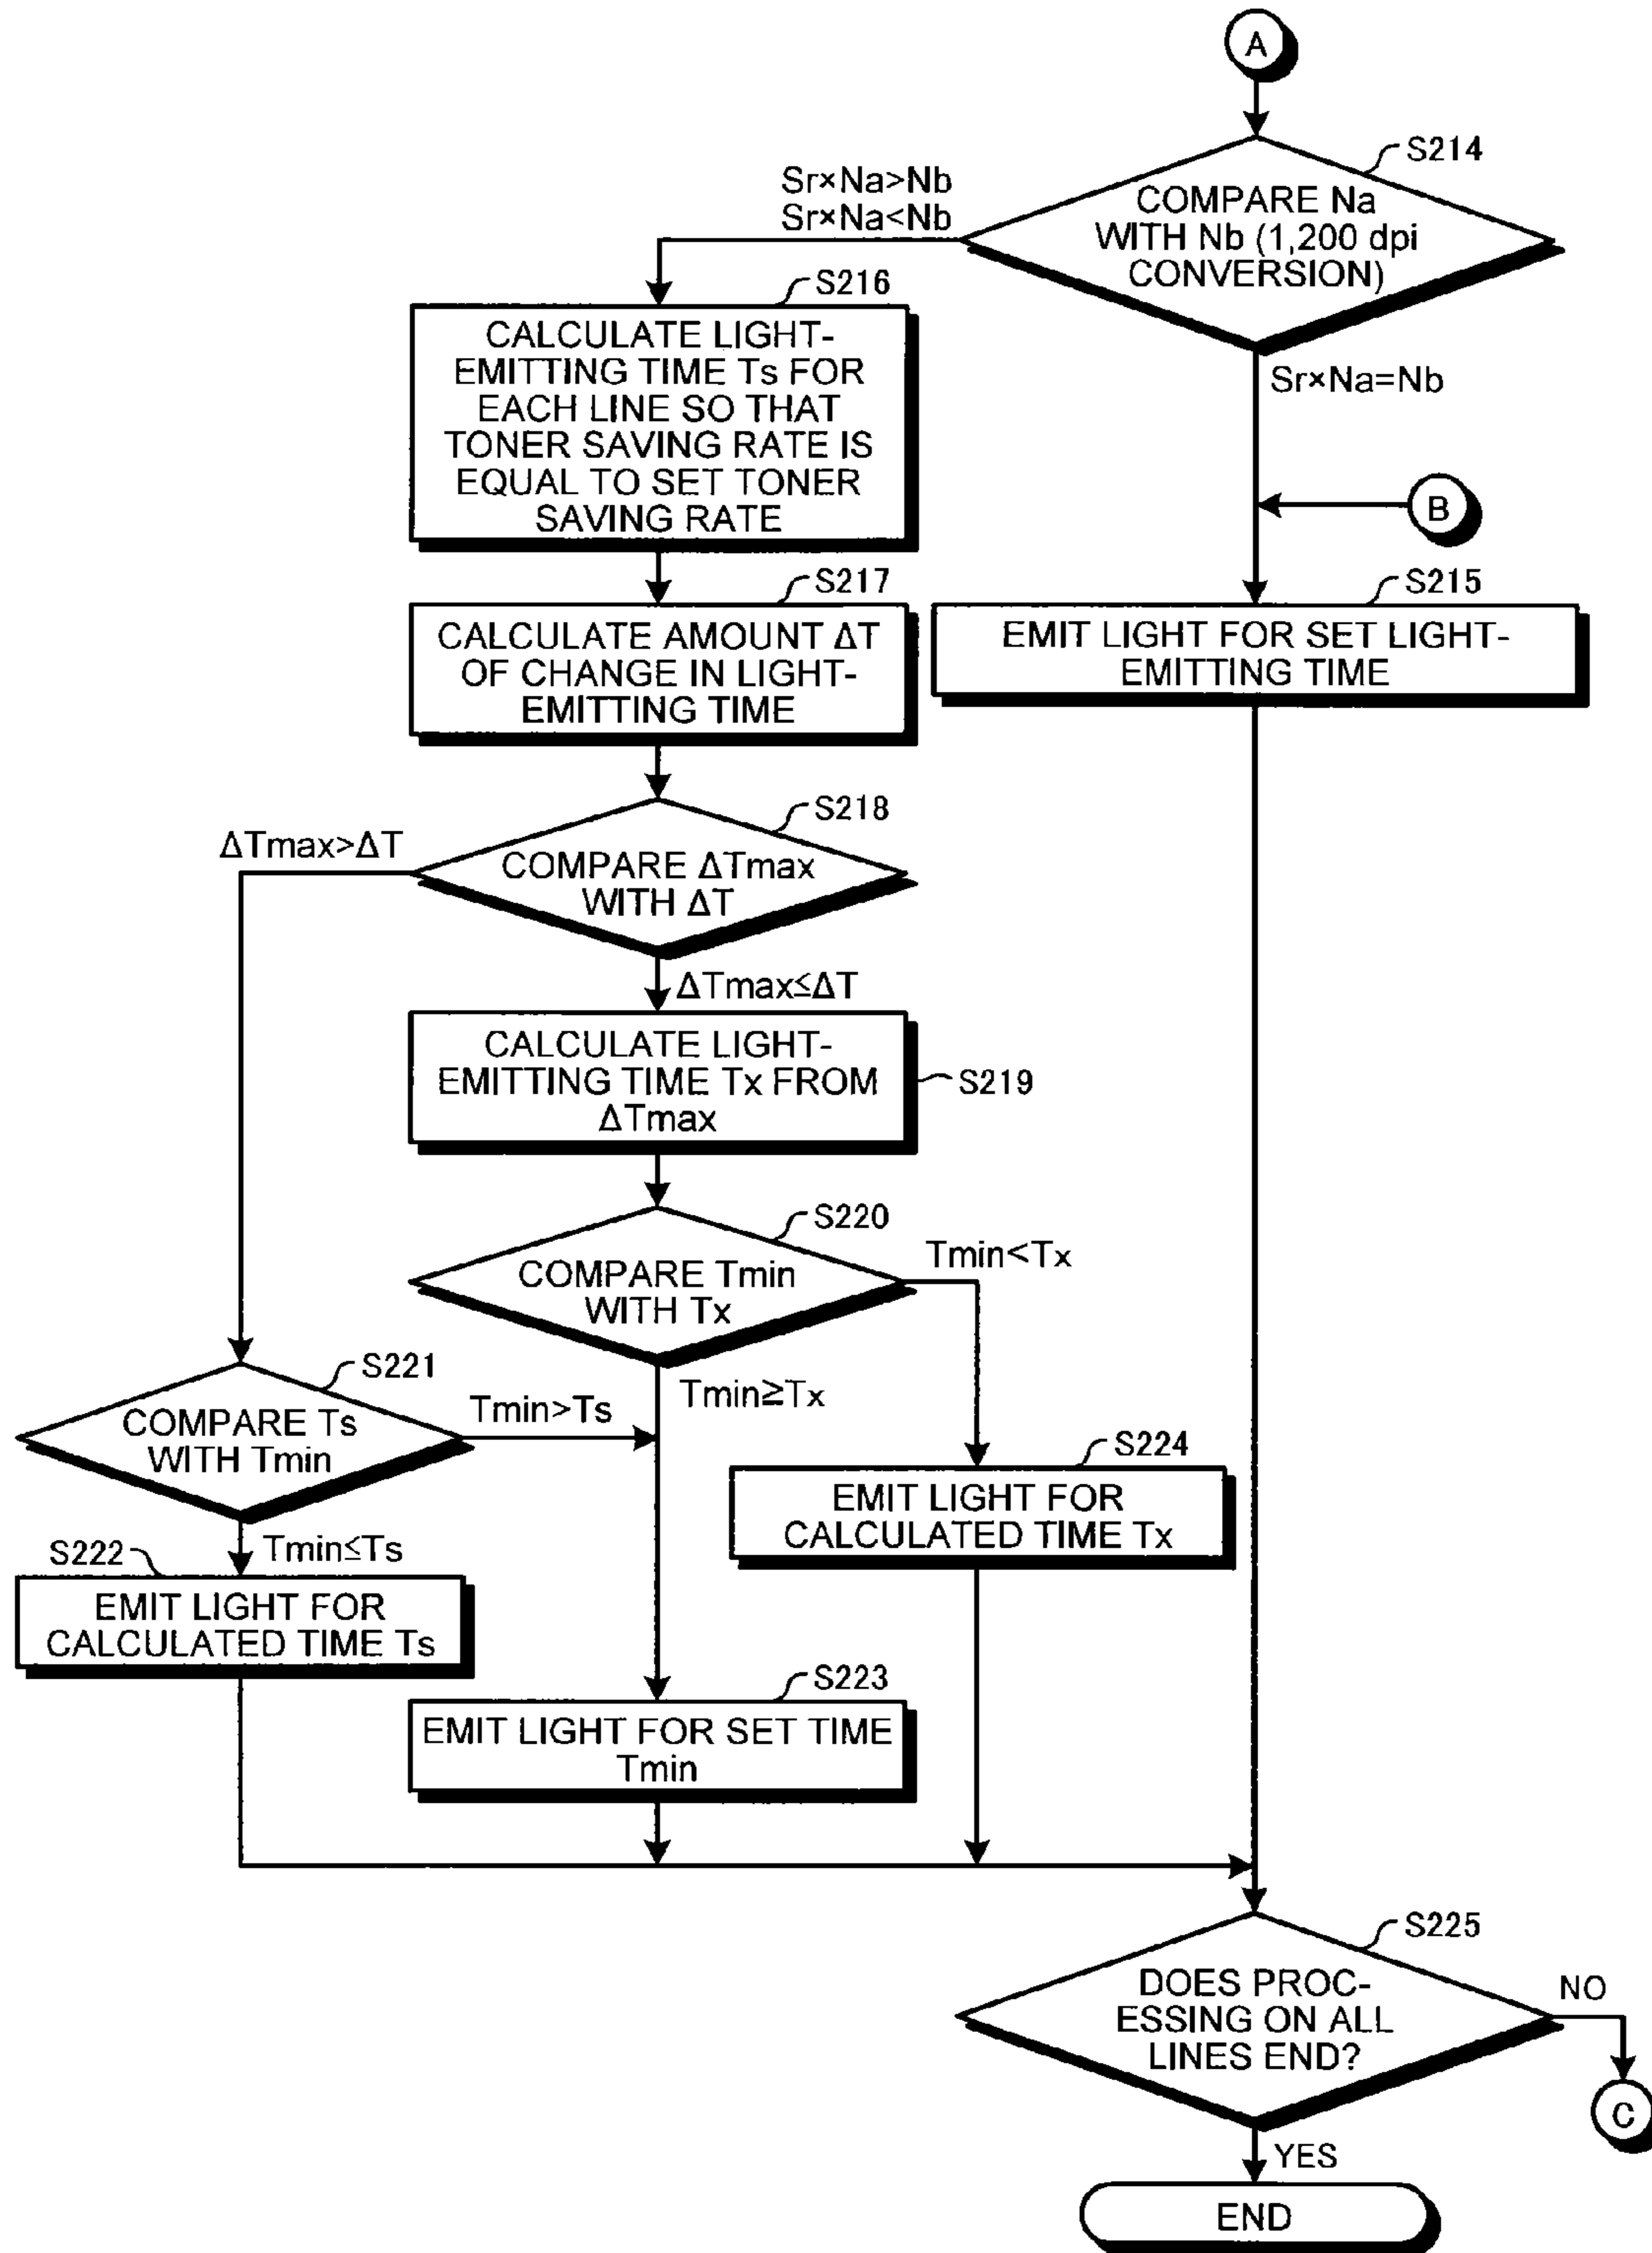 A
S214
Sr×Na>Nb
Sr×Na<Nb
COMPARE Na
WITH Nb (1,200 dpi
CONVERSION)
Sr×Na=Nb
S216
CALCULATE LIGHT-
EMITTING TIME Ts FOR
EACH LINE SO THAT
TONER SAVING RATE IS
EQUAL TO SET TONER
SAVING RATE
B
S217
CALCULATE AMOUNT ΔT
OF CHANGE IN LIGHT-
EMITTING TIME
S215
EMIT LIGHT FOR SET LIGHT-
EMITTING TIME
S218
ΔTmax>ΔT
COMPARE ΔTmax
WITH ΔT
ΔTmax≤ΔT
CALCULATE LIGHT-
EMITTING TIME Tx FROM
ΔTmax
S219
S220
COMPARE Tmin
WITH Tx
Tmin<Tx
Tmin≥Tx
S221
COMPARE Ts
WITH Tmin
Tmin>Ts
Tmin≤Ts
S224
EMIT LIGHT FOR
CALCULATED TIME Tx
S222
EMIT LIGHT FOR
CALCULATED TIME Ts
S223
EMIT LIGHT FOR SET TIME
Tmin
S225
DOES PROC-
ESSING ON ALL
LINES END?
NO
C
YES
END